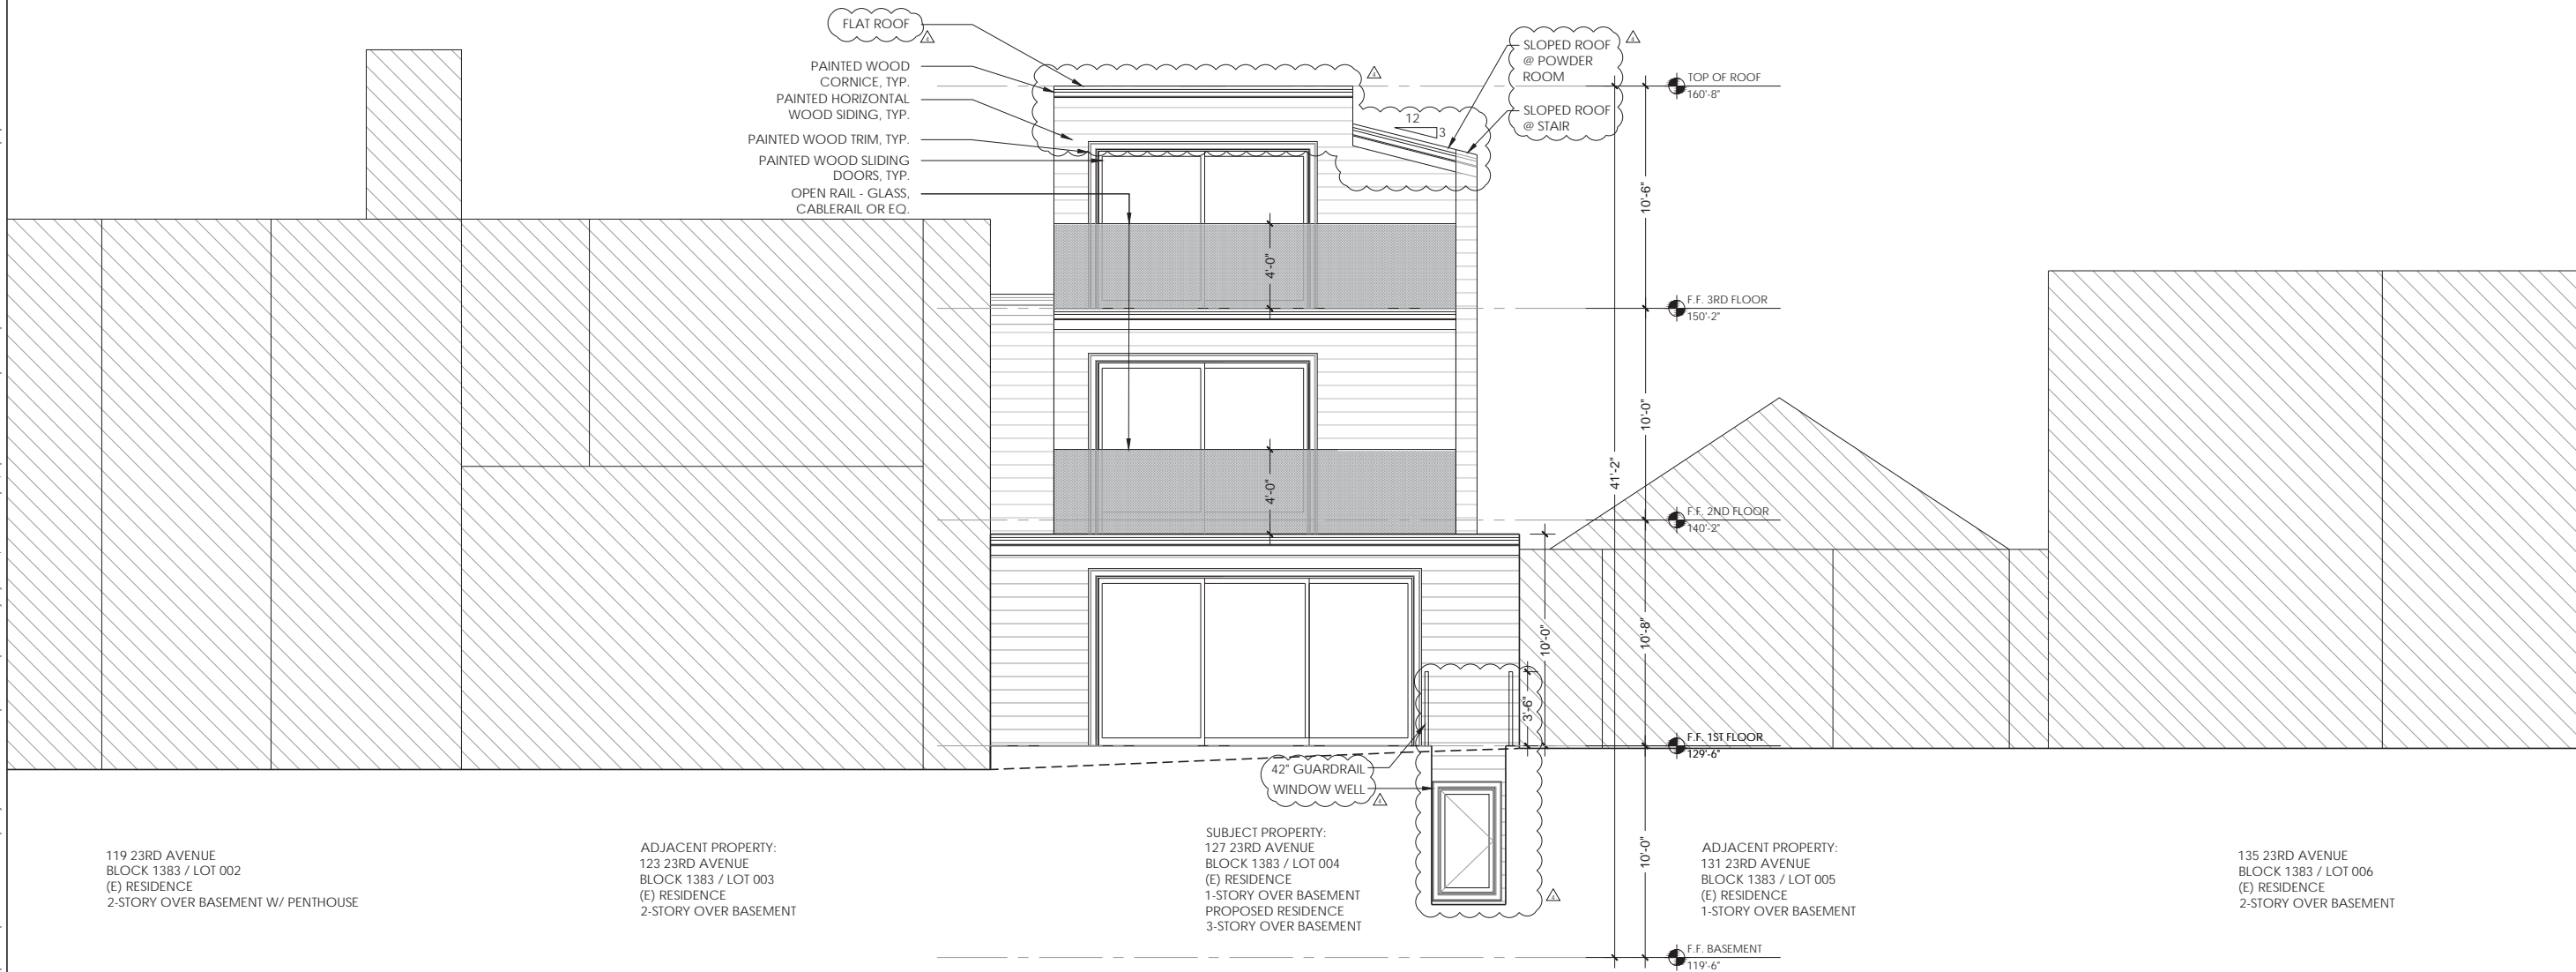 FLAT ROOF
4
PAINTED WOOD
CORNICE, TYP.
PAINTED HORIZONTAL
WOOD SIDING, TYP.
PAINTED WOOD TRIM, TYP.
PAINTED WOOD SLIDING
DOORS, TYP.
OPEN RAIL - GLASS,
CABLERAIL OR EQ.
4
12
3
SLOPED ROOF
@ POWDER
ROOM
SLOPED ROOF
@ STAIR
4
TOP OF ROOF
160'-8"
10'-6"
4'-0"
F.F. 3RD FLOOR
150'-2"
10'-0"
41'-2"
4'-0"
F.F. 2ND FLOOR
140'-2"
10'-0"
10'-8"
3'-6"
F.F. 1ST FLOOR
129'-6"
42" GUARDRAIL
WINDOW WELL
4
10'-0"
4
F.F. BASEMENT
119'-6"
119 23RD AVENUE
BLOCK 1383 / LOT 002
(E) RESIDENCE
2-STORY OVER BASEMENT W/ PENTHOUSE
ADJACENT PROPERTY:
123 23RD AVENUE
BLOCK 1383 / LOT 003
(E) RESIDENCE
2-STORY OVER BASEMENT
SUBJECT PROPERTY:
127 23RD AVENUE
BLOCK 1383 / LOT 004
(E) RESIDENCE
1-STORY OVER BASEMENT
PROPOSED RESIDENCE
3-STORY OVER BASEMENT
ADJACENT PROPERTY:
131 23RD AVENUE
BLOCK 1383 / LOT 005
(E) RESIDENCE
1-STORY OVER BASEMENT
135 23RD AVENUE
BLOCK 1383 / LOT 006
(E) RESIDENCE
2-STORY OVER BASEMENT